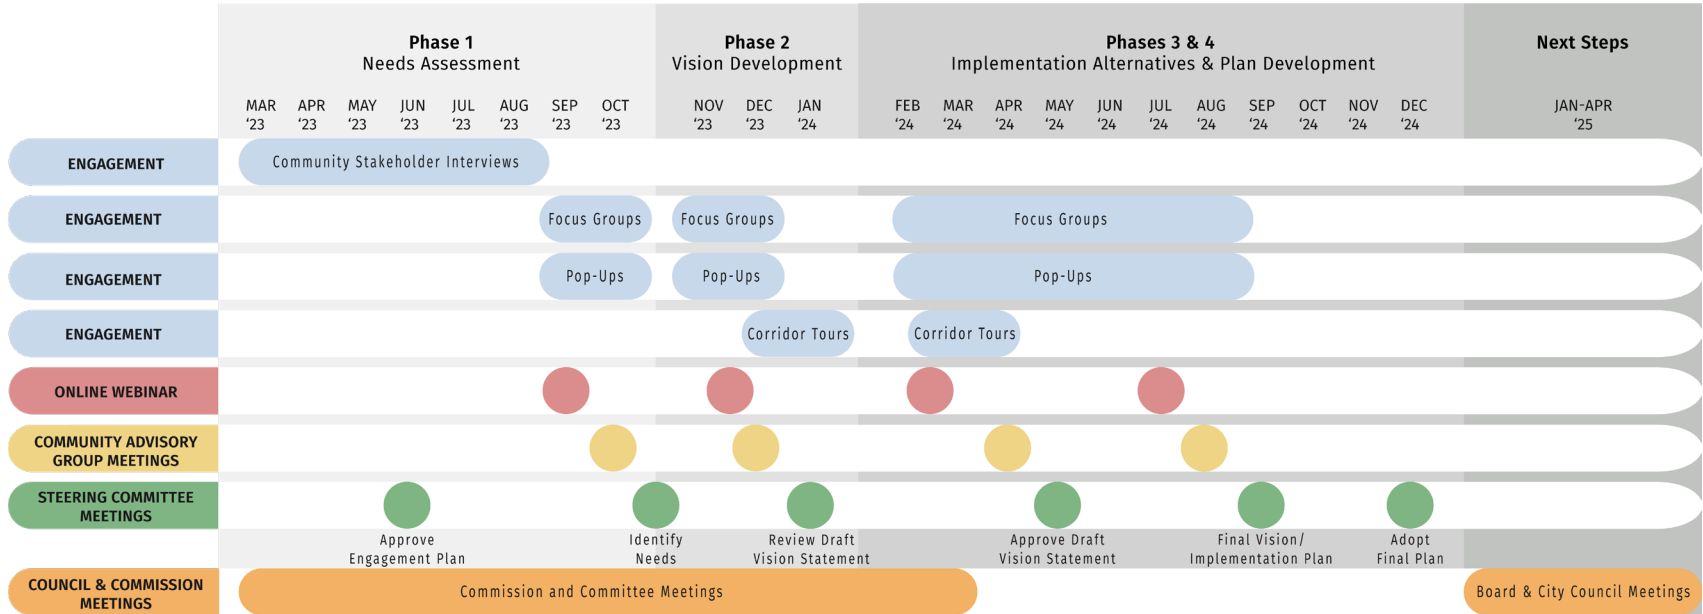 Phase 1
Needs Assessment
Phase 2
Vision Development
Phases 3 & 4
Implementation Alternatives & Plan Development
Next Steps
MAR APR MAY JUN JUL AUG SEP OCT NOV DEC JAN FEB MAR APR MAY JUN JUL AUG SEP OCT NOV DEC JAN-APR
‘23 ‘23 ‘23 ‘23 ‘23 ‘23 ‘23 ‘23 ‘23 ‘23 ‘24 ‘24 ‘24 ‘24 ‘24 ‘24 ‘24 ‘24 ‘24 ‘24 ‘24 ‘24 ‘25
ENGAGEMENT
Community Stakeholder Interviews
ENGAGEMENT
Focus Groups
Focus Groups
Focus Groups
ENGAGEMENT
Pop-Ups
Pop-Ups
Pop-Ups
ENGAGEMENT
Corridor Tours
Corridor Tours
ONLINE WEBINAR
COMMUNITY ADVISORY
GROUP MEETINGS
STEERING COMMITTEE
MEETINGS
Approve
Engagement Plan
Identify
Needs
Review Draft
Vision Statement
Approve Draft
Vision Statement
Final Vision/
Implementation Plan
Adopt
Final Plan
COUNCIL & COMMISSION
MEETINGS
Commission and Committee Meetings
Board & City Council Meetings